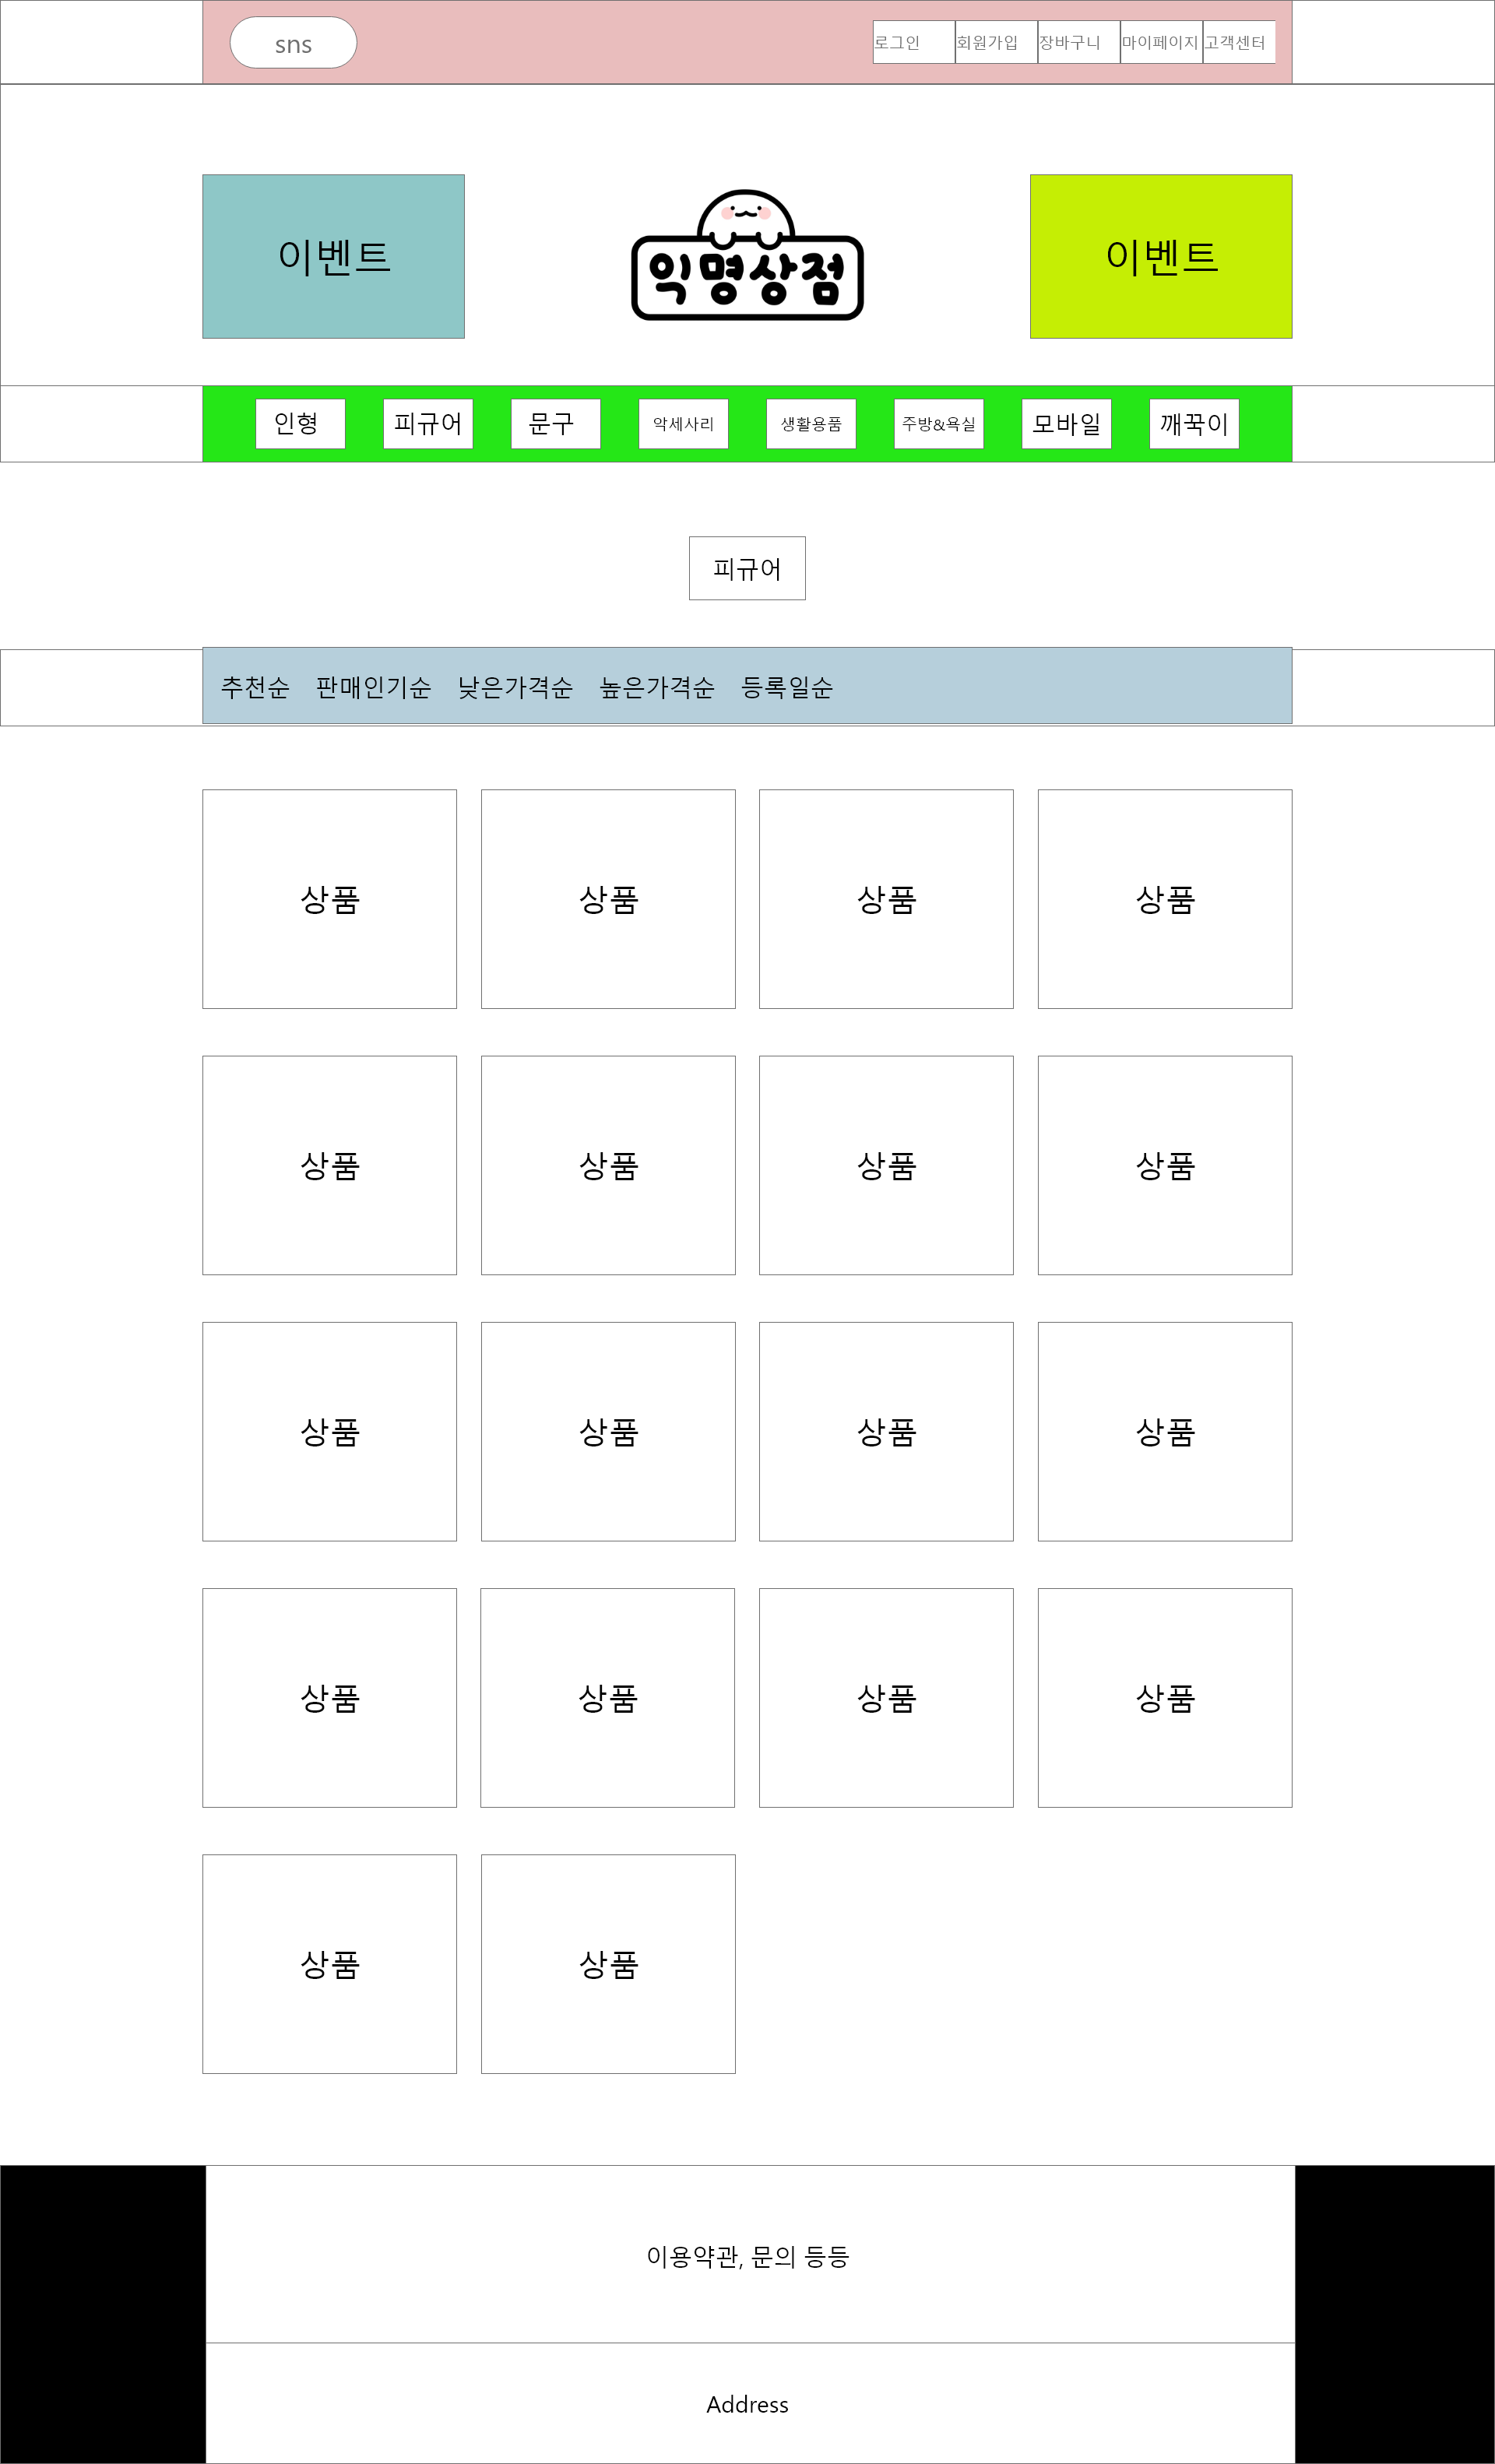 sns
로그인 회원가입 장바구니 마이페이지 고객센터
이벤트
익명상점
이벤트
인형 피규어 문구 악세사리 생활용품 주방&욕실 모바일 깨꾹이
피규어
추천순 판매인기순 낮은가격순 높은가격순 등록일순
상품 상품 상품 상품
상품 상품 상품 상품
상품 상품 상품 상품
상품 상품 상품 상품
상품 상품
이용약관, 문의 등등
Address